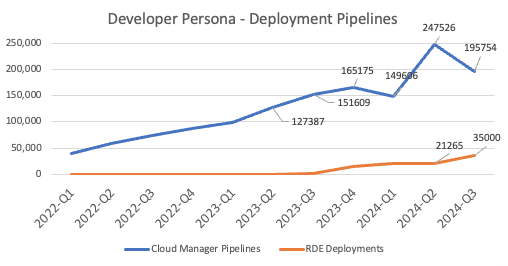 Developer Persona - Deployment Pipelines
250,000
200,000
150,000
100,000
50,000
0
247526
195754
165175
149606
151609
127387
21265
35000
2022-Q1
2022-Q2
2022-Q3
2022-Q4
2023-Q1
2023-Q2
2023-Q3
2023-Q4
2024-Q1
2024-Q2
2024-Q3
Cloud Manager Pipelines
RDE Deployments